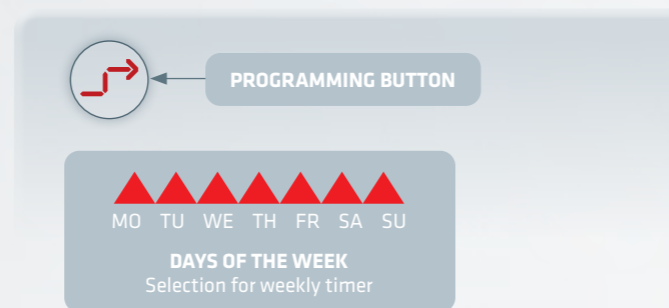 PROGRAMMING BUTTON
MO TU WE TH FR SA SU
DAYS OF THE WEEK
Selection for weekly timer